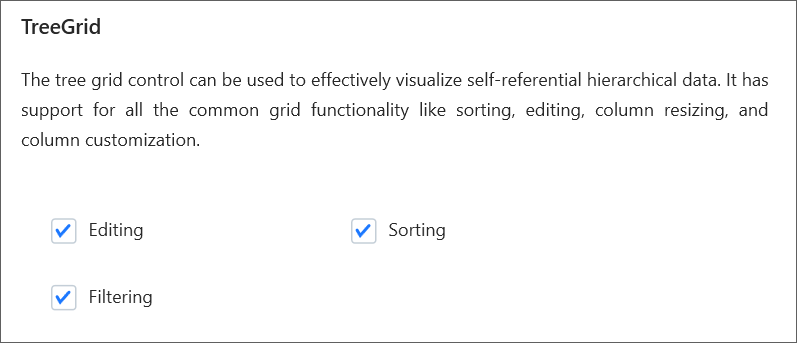 TreeGrid
The tree grid control can be used to effectively visualize self-referential hierarchical data. It has
support for all the common grid functionality like sorting, editing, column resizing, and
column customization.
Editing Sorting
Filtering